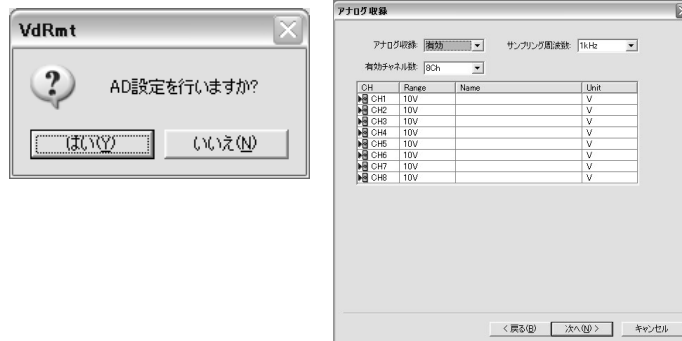 VdRmt
AD設定を行いますか?
はい(Y)
いいえ(N)
アナログ収録
アナログ収録: 有効 サンプリング周波数: 1kHz
有効チャネル数: 8Ch
CH Range Name Unit
CH1 10V V
CH2 10V V
CH3 10V V
CH4 10V V
CH5 10V V
CH6 10V V
CH7 10V V
CH8 10V V
< 戻る(B) 次へ(N) > キャンセル